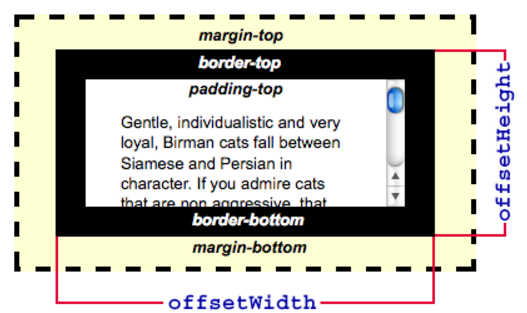 margin-top
border-top
padding-top
Gentle, individualistic and very
loyal, Birman cats fall between
Siamese and Persian in
character. If you admire cats
that are non aggressive, that
border-bottom
margin-bottom
offsetWidth
offsetHeight